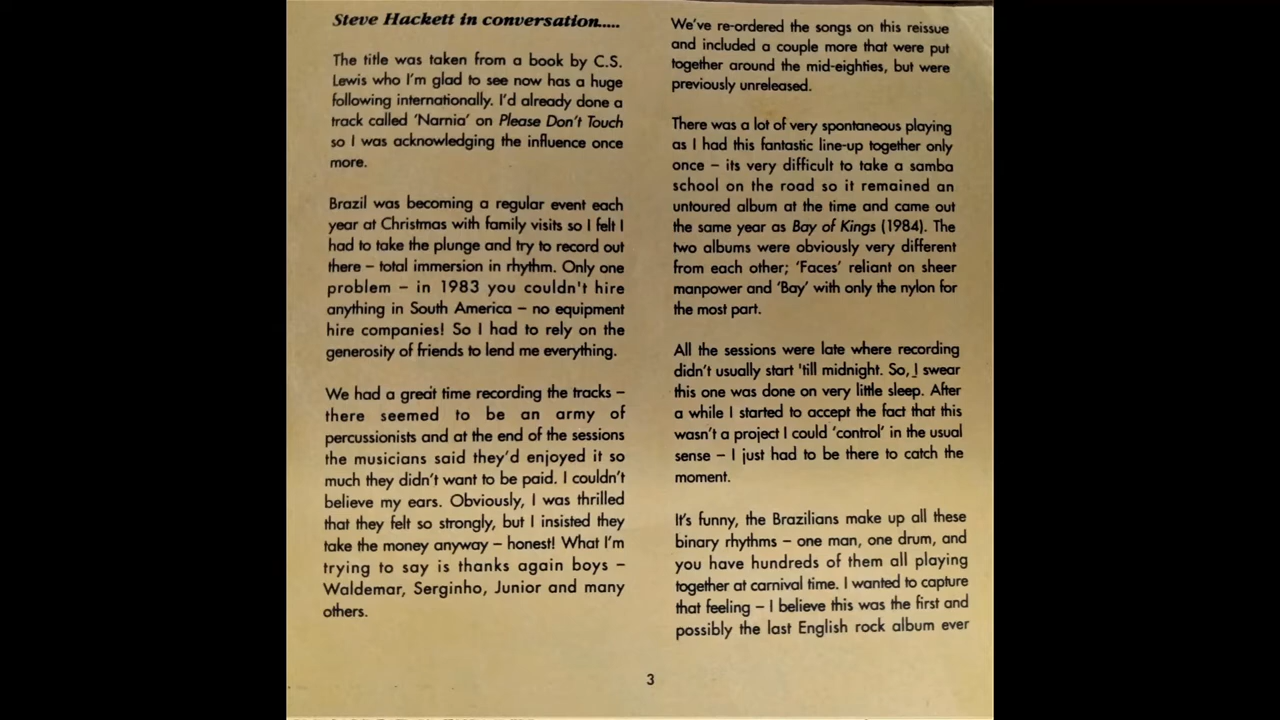 Steve Hackett in conversation.....
The title was taken from a book by C.S.
Lewis who I'm glad to see now has a huge
following internationally. I'd already done a
track called 'Narnia' on Please Don't Touch
so I was acknowledging the influence once
more.
Brazil was becoming a regular event each
year at Christmas with family visits so I felt I
had to take the plunge and try to record out
there – total immersion in rhythm. Only one
problem – in 1983 you couldn't hire
anything in South America – no equipment
hire companies! So I had to rely on the
generosity of friends to lend me everything.
We had a great time recording the tracks –
there seemed to be an army of
percussionists and at the end of the sessions
the musicians said they'd enjoyed it so
much they didn't want to be paid. I couldn't
believe my ears. Obviously, I was thrilled
that they felt so strongly, but I insisted they
take the money anyway – honest! What I'm
trying to say is thanks again boys –
Waldemar, Serginho, Junior and many
others.
We've re-ordered the songs on this reissue
and included a couple more that were put
together around the mid-eighties, but were
previously unreleased.
There was a lot of very spontaneous playing
as I had this fantastic line-up together only
once – its very difficult to take a samba
school on the road so it remained an
untoured album at the time and came out
the same year as Bay of Kings (1984). The
two albums were obviously very different
from each other; 'Faces' reliant on sheer
manpower and 'Bay' with only the nylon for
the most part.
All the sessions were late where recording
didn't usually start 'till midnight. So, I swear
this one was done on very little sleep. After
a while I started to accept the fact that this
wasn't a project I could 'control' in the usual
sense – I just had to be there to catch the
moment.
It's funny, the Brazilians make up all these
binary rhythms – one man, one drum, and
you have hundreds of them all playing
together at carnival time. I wanted to capture
that feeling – I believe this was the first and
possibly the last English rock album ever
3